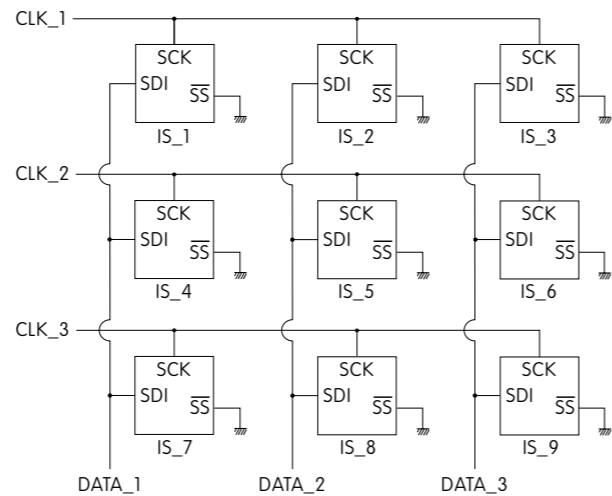 CLK_1
SCK SCK SCK
SDI SS SDI SS SDI SS
IS_1 IS_2 IS_3
CLK_2
SCK SCK SCK
SDI SS SDI SS SDI SS
IS_4 IS_5 IS_6
CLK_3
SCK SCK SCK
SDI SS SDI SS SDI SS
IS_7 IS_8 IS_9
DATA_1 DATA_2 DATA_3